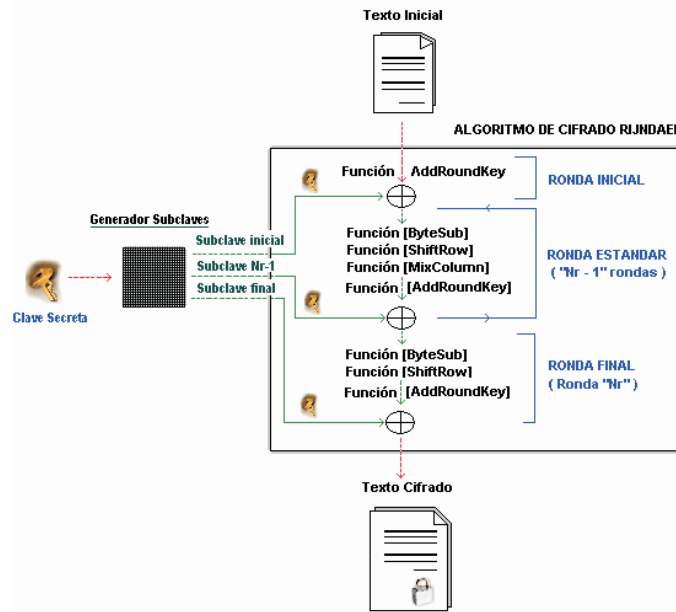 Texto Inicial
ALGORITMO DE CIFRADO RIJNDAEL
Función AddRoundKey
RONDA INICIAL
Generador Subclaves
Subclave inicial
Subclave Nr-1
Subclave final
Clave Secreta
Función [ByteSub]
Función [ShiftRow]
Función [MixColumn]
Función [AddRoundKey]
RONDA ESTANDAR
( "Nr - 1" rondas )
Función [ByteSub]
Función [ShiftRow]
Función [AddRoundKey]
RONDA FINAL
( Ronda "Nr" )
Texto Cifrado